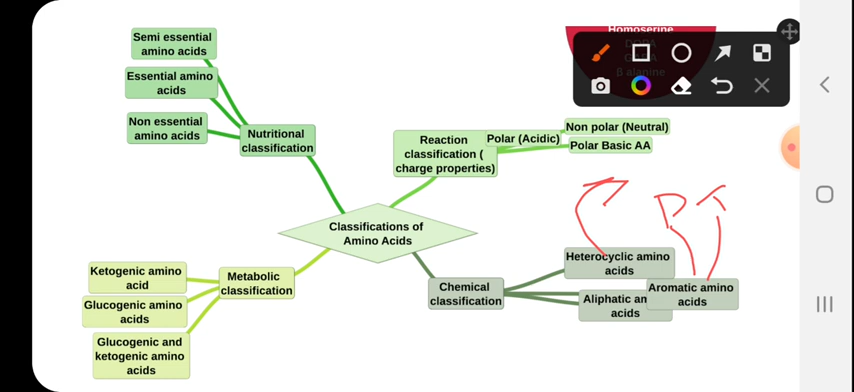 Semi essential
amino acids
Essential amino
acids
Non essential
amino acids
Nutritional
classification
Homoserine
DOPA
β alanine
Reaction
classification (
charge properties)
Polar (Acidic)
Non polar (Neutral)
Polar Basic AA
Classifications of
Amino Acids
Ketogenic amino
acid
Glucogenic amino
acids
Glucogenic and
ketogenic amino
acids
Metabolic
classification
Chemical
classification
Heterocyclic amino
acids
Aliphatic am
acids
Aromatic amino
acids